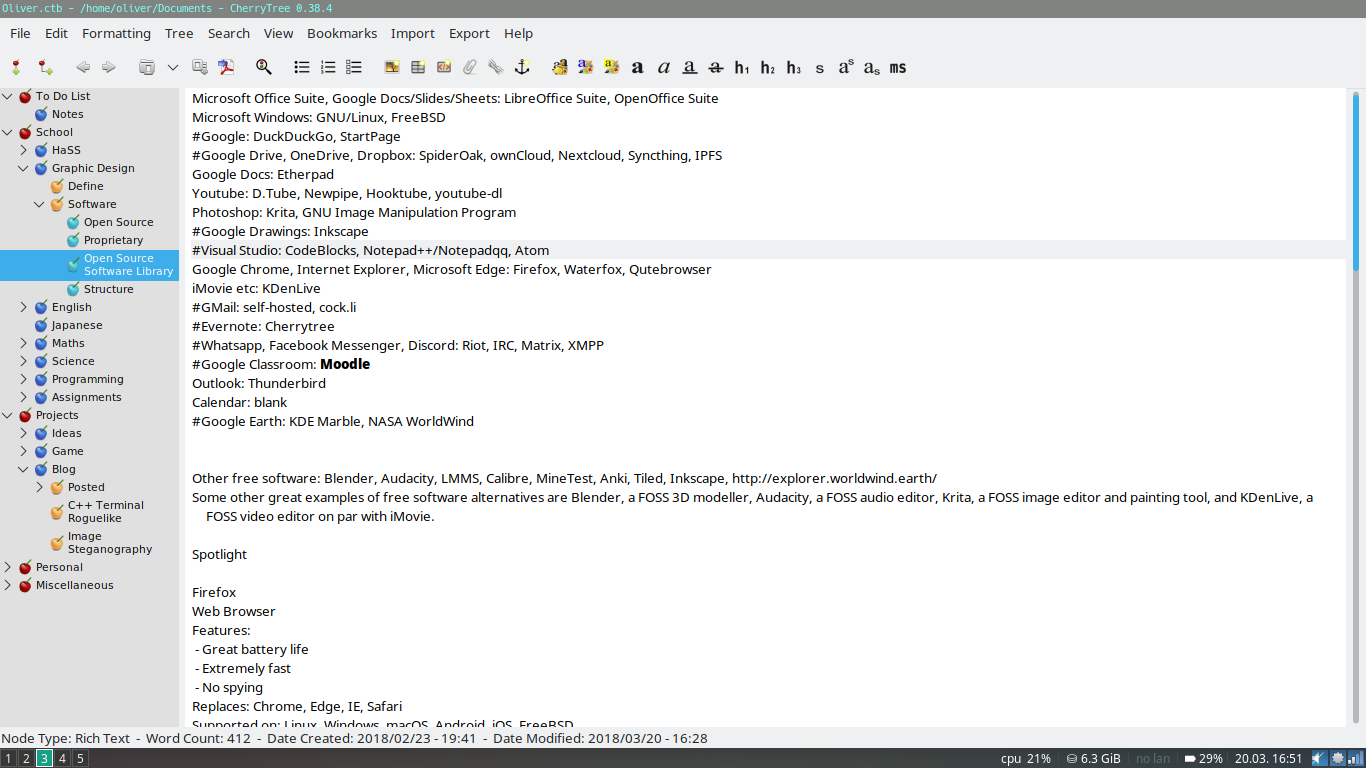 Oliver.ctb - /home/oliver/Documents - CherryTree 0.38.4
File Edit Formatting Tree Search View Bookmarks Import Export Help
a a a a h1 h2 h3 s as as ms
To Do List
Notes
School
HaSS
Graphic Design
Define
Software
Open Source
Proprietary
Open Source
Software Library
Structure
English
Japanese
Maths
Science
Programming
Assignments
Projects
Ideas
Game
Blog
Posted
C++ Terminal
Roguelike
Image
Steganography
Personal
Miscellaneous
Microsoft Office Suite, Google Docs/Slides/Sheets: LibreOffice Suite, OpenOffice Suite
Microsoft Windows: GNU/Linux, FreeBSD
#Google: DuckDuckGo, StartPage
#Google Drive, OneDrive, Dropbox: SpiderOak, ownCloud, Nextcloud, Syncthing, IPFS
Google Docs: Etherpad
Youtube: D.Tube, Newpipe, Hooktube, youtube-dl
Photoshop: Krita, GNU Image Manipulation Program
#Google Drawings: Inkscape
#Visual Studio: CodeBlocks, Notepad++/Notepadqq, Atom
Google Chrome, Internet Explorer, Microsoft Edge: Firefox, Waterfox, Qutebrowser
iMovie etc: KDenLive
#GMail: self-hosted, cock.li
#Evernote: Cherrytree
#Whatsapp, Facebook Messenger, Discord: Riot, IRC, Matrix, XMPP
#Google Classroom: Moodle
Outlook: Thunderbird
Calendar: blank
#Google Earth: KDE Marble, NASA WorldWind
Other free software: Blender, Audacity, LMMS, Calibre, MineTest, Anki, Tiled, Inkscape, http://explorer.worldwind.earth/
Some other great examples of free software alternatives are Blender, a FOSS 3D modeller, Audacity, a FOSS audio editor, Krita, a FOSS image editor and painting tool, and KDenLive, a
FOSS video editor on par with iMovie.
Spotlight
Firefox
Web Browser
Features:
- Great battery life
- Extremely fast
- No spying
Replaces: Chrome, Edge, IE, Safari
Supported on: Linux, Windows, macOS, Android, iOS, FreeBSD
Node Type: Rich Text - Word Count: 412 - Date Created: 2018/02/23 - 19:41 - Date Modified: 2018/03/20 - 16:28
1 2 3 4 5 cpu 21% 6.3 GiB no lan 29% 20.03. 16:51